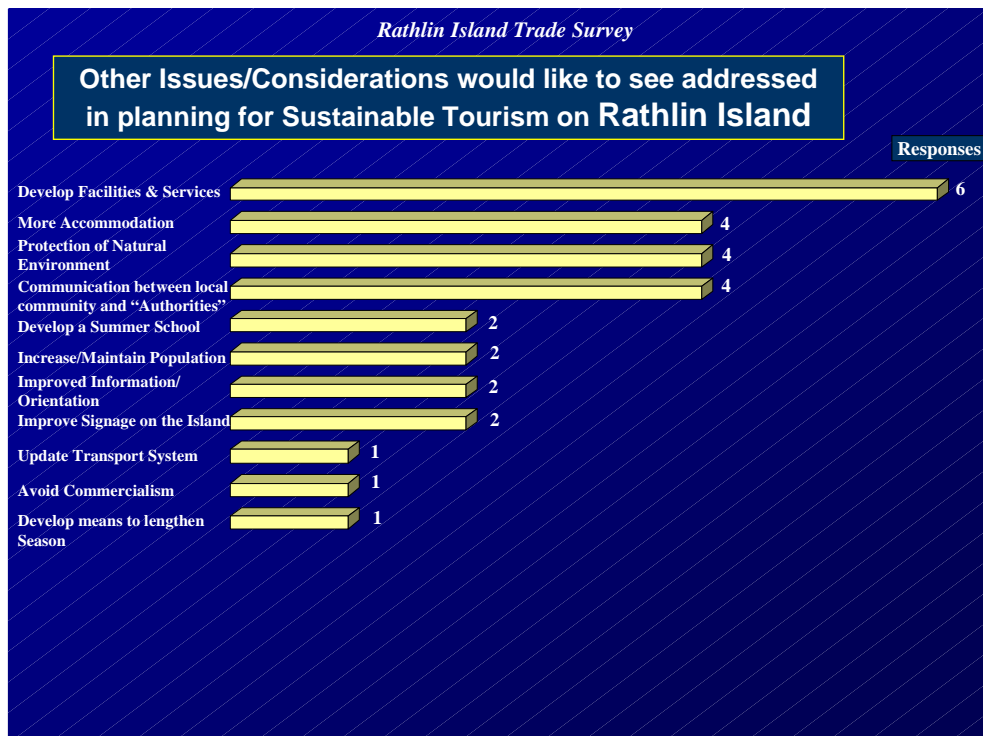 Rathlin Island Trade Survey
Other Issues/Considerations would like to see addressed
in planning for Sustainable Tourism on Rathlin Island
Responses
Develop Facilities & Services 6
More Accommodation 4
Protection of Natural
Environment 4
Communication between local
community and “Authorities” 4
Develop a Summer School 2
Increase/Maintain Population 2
Improved Information/
Orientation 2
Improve Signage on the Island 2
Update Transport System 1
Avoid Commercialism 1
Develop means to lengthen
Season 1